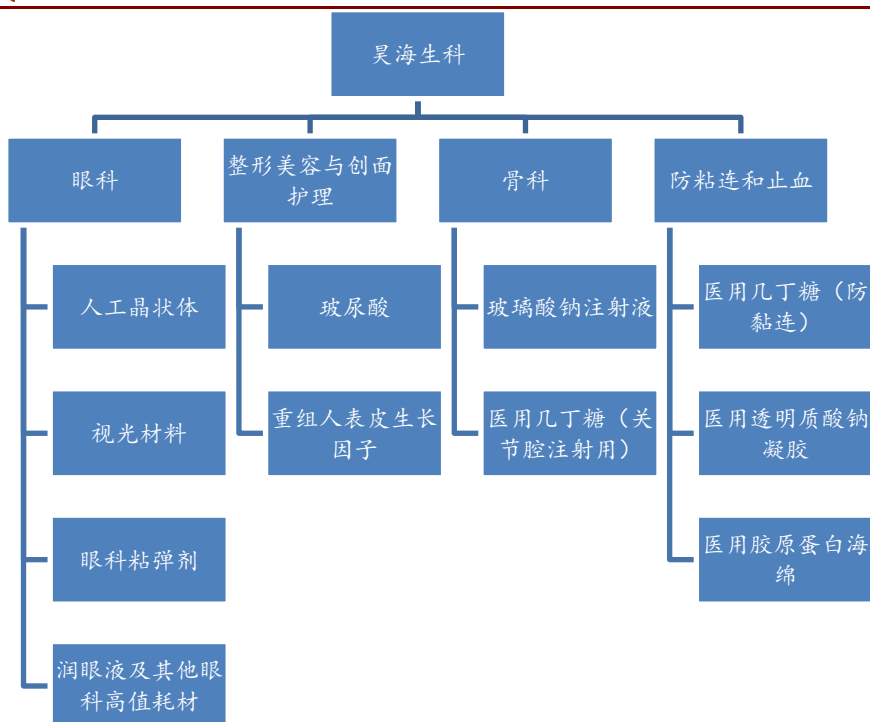 昊海生科
眼科
整形美容与创面
护理
骨科
防粘连和止血
人工晶状体
玻尿酸
玻璃酸钠注射液
医用几丁糖（防
黏连）
视光材料
重组人表皮生长
因子
医用几丁糖（关
节腔注射用）
医用透明质酸钠
凝胶
眼科粘弹剂
医用胶原蛋白海
绵
润眼液及其他眼
科高值耗材